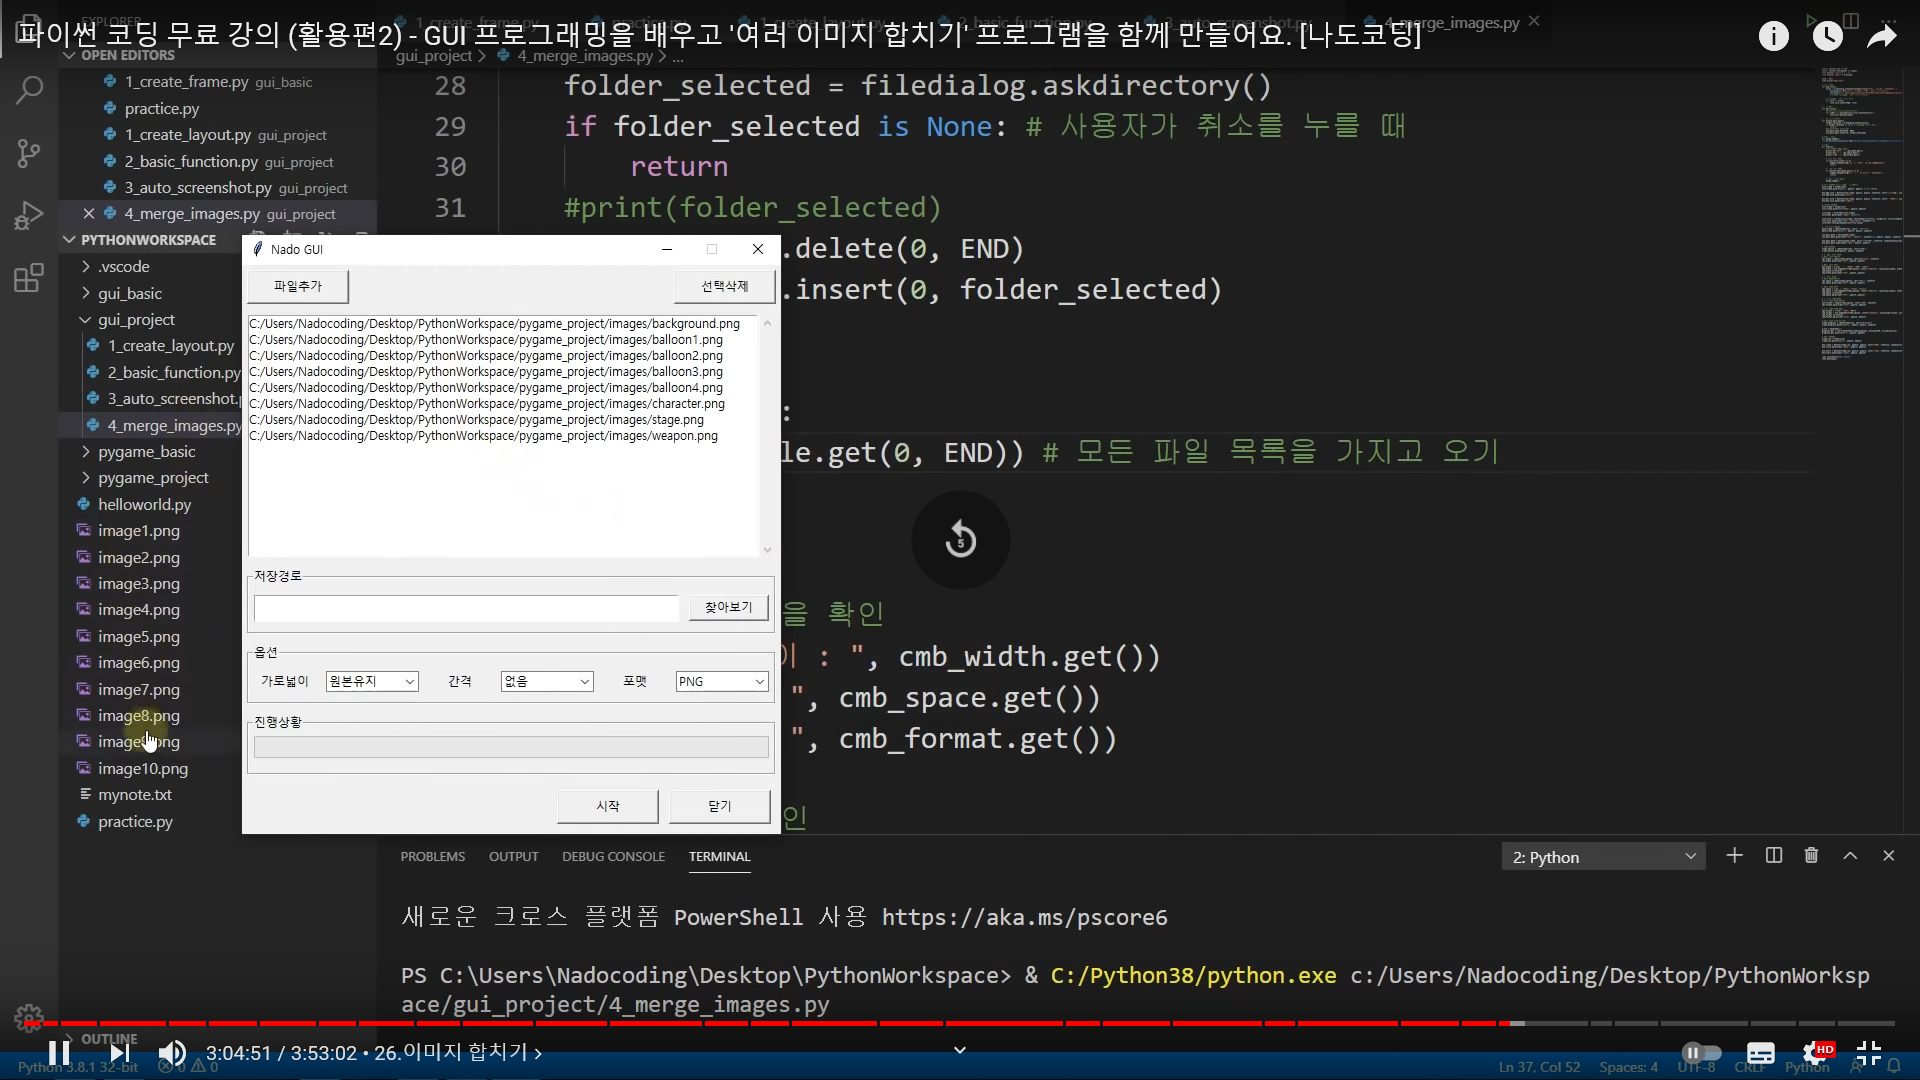 파이썬 코딩 무료 강의 (활용편2) - GUI 프로그래밍을 배우고 '여러 이미지 합치기' 프로그램을 함께 만들어요. [나도코딩]
4_merge_images.py
OPEN EDITORS
1_create_frame.py gui_basic
practice.py
1_create_layout.py gui_project
2_basic_function.py gui_project
3_auto_screenshot.py gui_project
4_merge_images.py gui_project
PYTHONWORKSPACE
.vscode
gui_basic
gui_project
1_create_layout.py
2_basic_function.py
3_auto_screenshot.
4_merge_images.py
pygame_basic
pygame_project
helloworld.py
image1.png
image2.png
image3.png
image4.png
image5.png
image6.png
image7.png
image8.png
image10.png
mynote.txt
practice.py
OUTLINE
gui_project > 4_merge_images.py > ...
28 folder_selected = filedialog.askdirectory()
29 if folder_selected is None: # 사용자가 취소를 누를 때
30 return
31 #print(folder_selected)
.delete(0, END)
.insert(0, folder_selected)
:
le.get(0, END)) # 모든 파일 목록을 가지고 오기
을 확인
이 : ", cmb_width.get())
", cmb_space.get())
", cmb_format.get())
인
Nado GUI
파일추가
선택삭제
C:/Users/Nadocoding/Desktop/PythonWorkspace/pygame_project/images/background.png
C:/Users/Nadocoding/Desktop/PythonWorkspace/pygame_project/images/balloon1.png
C:/Users/Nadocoding/Desktop/PythonWorkspace/pygame_project/images/balloon2.png
C:/Users/Nadocoding/Desktop/PythonWorkspace/pygame_project/images/balloon3.png
C:/Users/Nadocoding/Desktop/PythonWorkspace/pygame_project/images/balloon4.png
C:/Users/Nadocoding/Desktop/PythonWorkspace/pygame_project/images/character.png
C:/Users/Nadocoding/Desktop/PythonWorkspace/pygame_project/images/stage.png
C:/Users/Nadocoding/Desktop/PythonWorkspace/pygame_project/images/weapon.png
저장경로
찾아보기
옵션
가로넓이 원본유지 간격 없음 포맷 PNG
진행상황
시작 닫기
5
PROBLEMS OUTPUT DEBUG CONSOLE TERMINAL 2: Python
새로운 크로스 플랫폼 PowerShell 사용 https://aka.ms/pscore6
PS C:\Users\Nadocoding\Desktop\PythonWorkspace> & C:/Python38/python.exe c:/Users/Nadocoding/Desktop/PythonWorksp
ace/gui_project/4_merge_images.py
3:04:51 / 3:53:02 • 26.이미지 합치기 >
HD
Python 3.8.1 32-bit 0 0 Ln 37, Col 52 Spaces: 4 UTF-8 CRLF Python